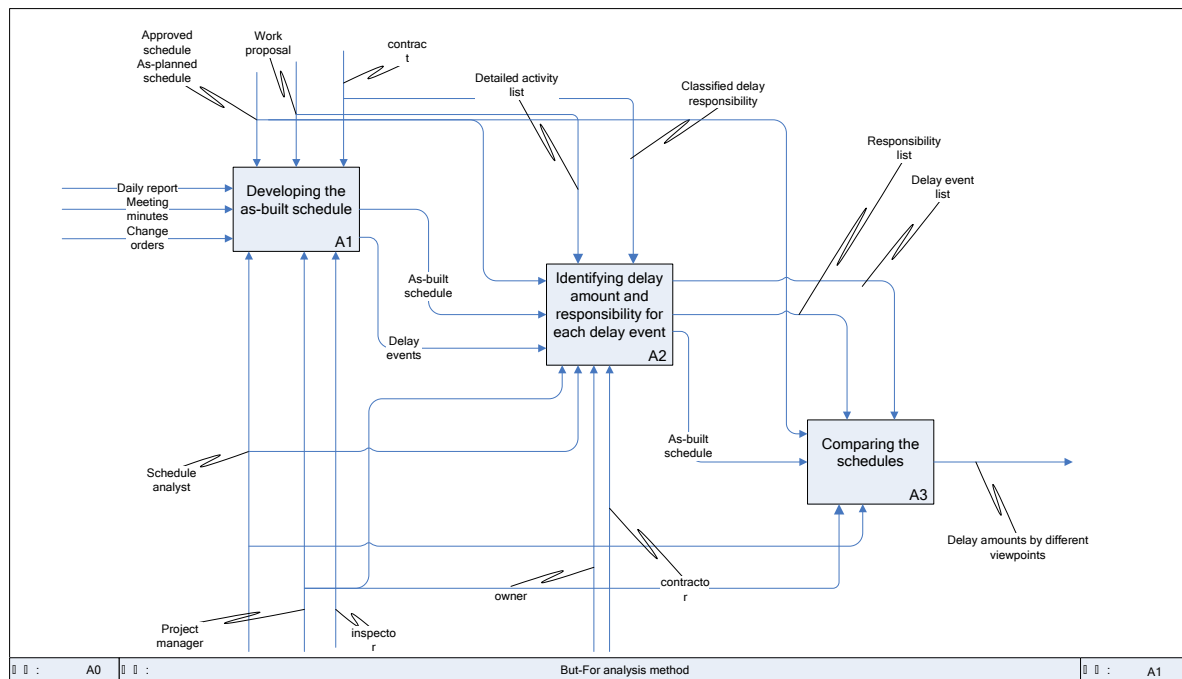 Approved
schedule
As-planned
schedule
Work
proposal
contrac
t
Detailed activity
list
Classified delay
responsibility
Responsibility
list
Delay event
list
Daily report
Meeting
minutes
Change
orders
Developing the
as-built schedule
A1
As-built
schedule
Delay
events
Identifying delay
amount and
responsibility for
each delay event
A2
As-built
schedule
Comparing the
schedules
A3
Schedule
analyst
Delay amounts by different
viewpoints
owner
contracto
r
Project
manager
inspecto
r
:
A0
:
But-For analysis method
:
A1